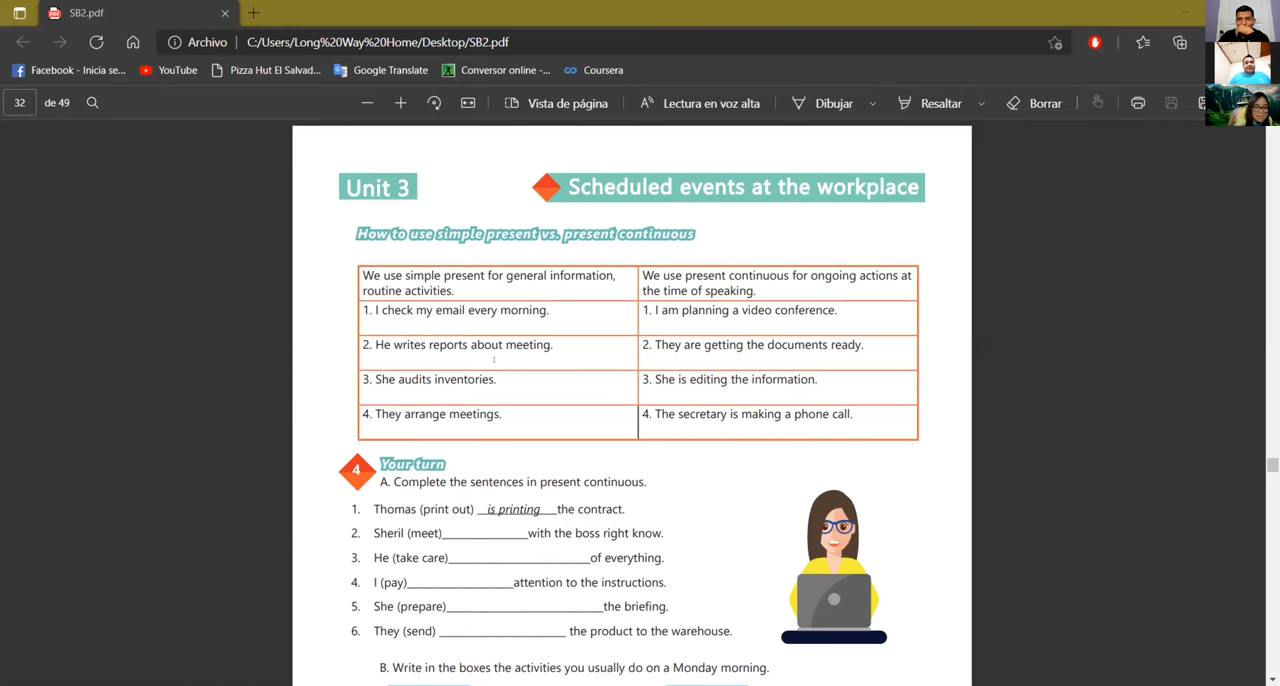 SB2.pdf
Archivo C:/Users/Long%20Way%20Home/Desktop/SB2.pdf
Facebook - Inicia se... YouTube Pizza Hut El Salvad... Google Translate Conversor online -... Coursera
32 de 49 Vista de página Lectura en voz alta Dibujar Resaltar Borrar
Unit 3 Scheduled events at the workplace
How to use simple present vs. present continuous
We use simple present for general information,
routine activities.
We use present continuous for ongoing actions at
the time of speaking.
1. I check my email every morning. 1. I am planning a video conference.
2. He writes reports about meeting. 2. They are getting the documents ready.
3. She audits inventories. 3. She is editing the information.
4. They arrange meetings. 4. The secretary is making a phone call.
4 Your turn
A. Complete the sentences in present continuous.
1. Thomas (print out) __is printing___the contract.
2. Sheril (meet)______________with the boss right know.
3. He (take care)_______________________of everything.
4. I (pay)_________________attention to the instructions.
5. She (prepare)_________________________the briefing.
6. They (send) ____________________ the product to the warehouse.
B. Write in the boxes the activities you usually do on a Monday morning.